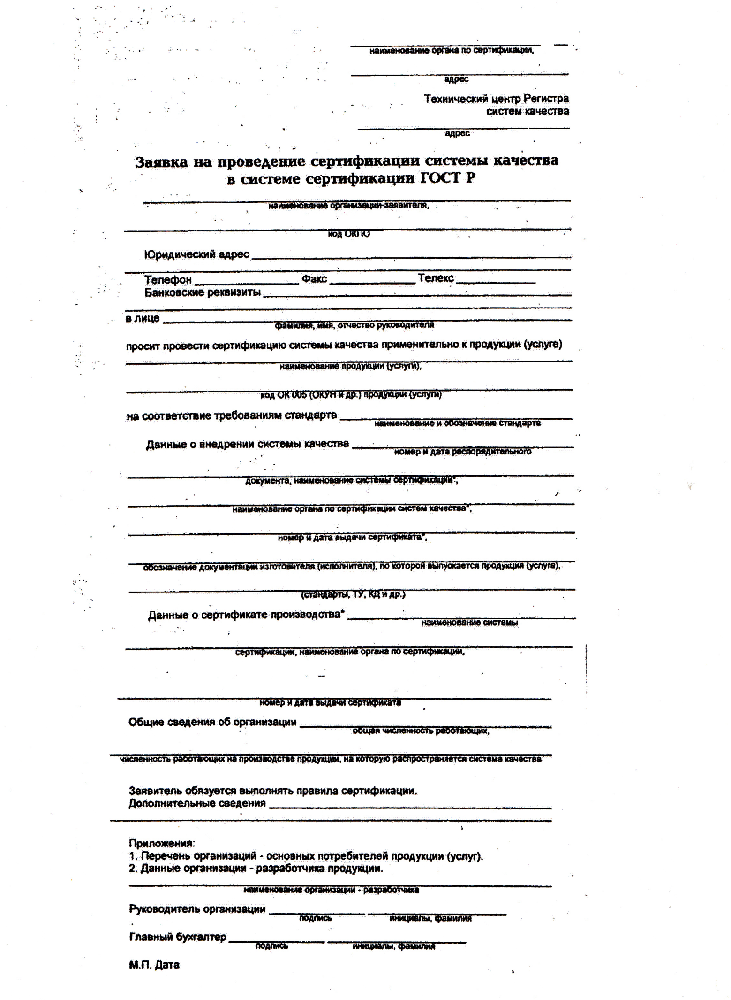 наименование органа по сертификации,
адрес
Технический центр Регистра
систем качества
адрес
Заявка на проведение сертификации системы качества
в системе сертификации ГОСТ Р
наименование организации-заявителя,
код ОКПО
Юридический адрес
Телефон Факс Телекс
Банковские реквизиты
в лице
фамилия, имя, отчество руководителя
просит провести сертификацию системы качества применительно к продукции (услуге)
наименование продукции (услуги),
код ОК 005 (ОКУН и др.) продукции (услуги)
на соответствие требованиям стандарта
наименование и обозначение стандарта
Данные о внедрении системы качества
номер и дата распорядительного
документа, наименование системы сертификации*,
наименование органа по сертификации систем качества*,
номер и дата выдачи сертификата*,
обозначение документации изготовителя (исполнителя), по которой выпускается продукция (услуга),
(стандарты, ТУ, КД и др.)
Данные о сертификате производства*
наименование системы
сертификации, наименование органа по сертификации,
номер и дата выдачи сертификата
Общие сведения об организации
общая численность работающих,
численность работающих на производстве продукции, на которую распространяется система качества
Заявитель обязуется выполнять правила сертификации.
Дополнительные сведения
Приложения:
1. Перечень организаций - основных потребителей продукции (услуг).
2. Данные организации - разработчика продукции.
наименование организации - разработчика
Руководитель организации
подпись инициалы, фамилия
Главный бухгалтер
подпись инициалы, фамилия
М.П. Дата